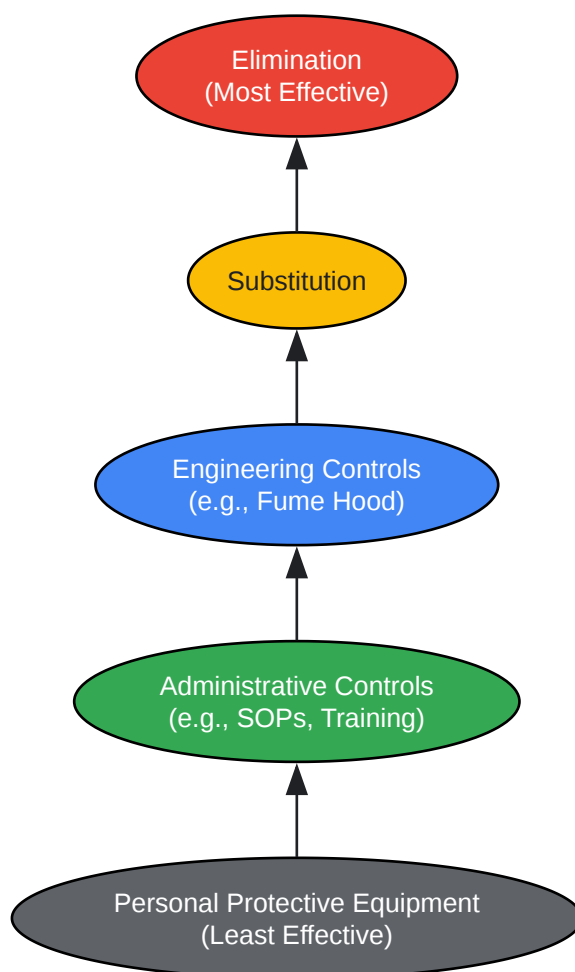 Elimination
(Most Effective)
Substitution
Engineering Controls
(e.g., Fume Hood)
Administrative Controls
(e.g., SOPs, Training)
Personal Protective Equipment
(Least Effective)